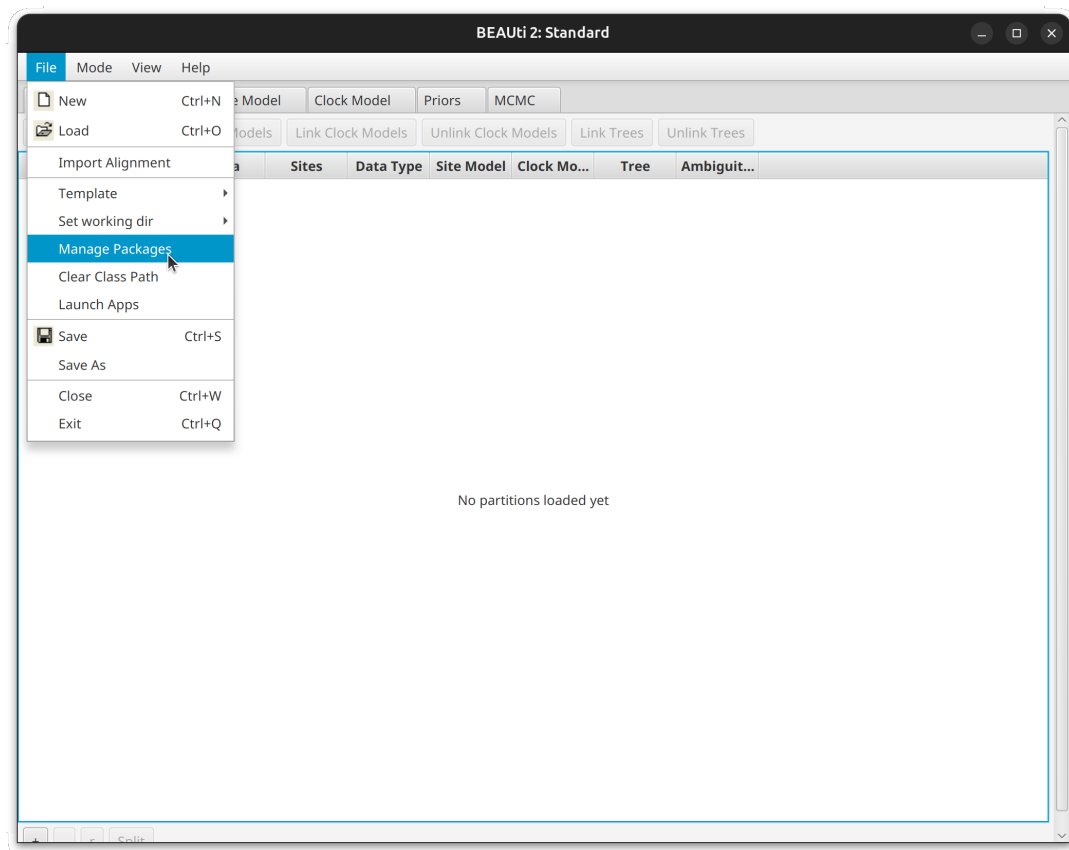 BEAUti 2: Standard
File Mode View Help
e Model Clock Model Priors MCMC
Models Link Clock Models Unlink Clock Models Link Trees Unlink Trees
a Sites Data Type Site Model Clock Mo... Tree Ambiguit...
New Ctrl+N
Load Ctrl+O
Import Alignment
Template
Set working dir
Manage Packages
Clear Class Path
Launch Apps
Save Ctrl+S
Save As
Close Ctrl+W
Exit Ctrl+Q
No partitions loaded yet
+ - r Split